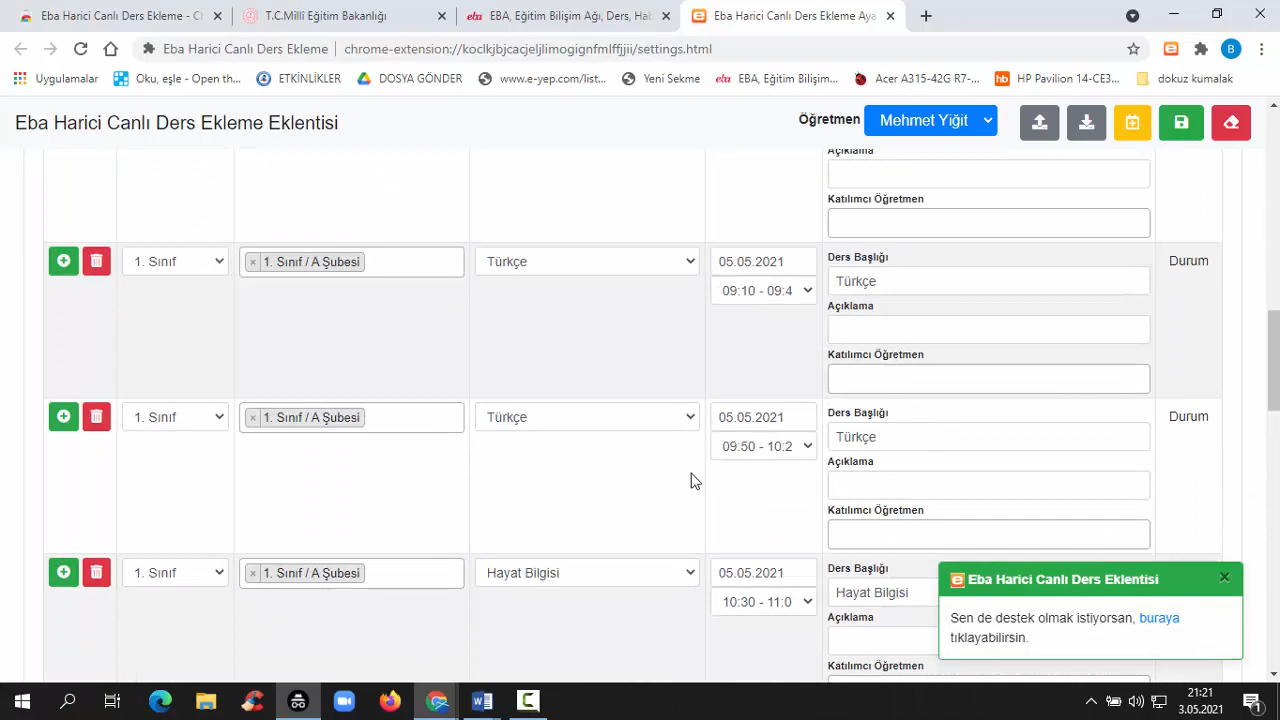 Eba Harici Canlı Ders Ekleme - C
T.C.Millî Eğitim Bakanlığı
EBA, Eğitim Bilişim Ağı, Ders, Hak
Eba Harici Canlı Ders Ekleme Aya
Eba Harici Canlı Ders Ekleme
chrome-extension://koclkjbjcacjeljlimogignfmlffjjii/settings.html
B
Uygulamalar
Oku, eşle - Open th...
ETKİNLİKLER
DOSYA GÖNDER
www.e-yep.com/list...
Yeni Sekme
EBA, Eğitim Bilişim...
Acer A315-42G R7-...
HP Pavilion 14-CE3...
dokuz kumalak
Eba Harici Canlı Ders Ekleme Eklentisi
Öğretmen
Mehmet Yiğit
Açıklama
Katılımcı Öğretmen
1. Sınıf
× 1. Sınıf / A Şubesi
Türkçe
05.05.2021
09:10 - 09:4
Ders Başlığı
Türkçe
Açıklama
Katılımcı Öğretmen
Durum
1. Sınıf
× 1. Sınıf / A Şubesi
Türkçe
05.05.2021
09:50 - 10:2
Ders Başlığı
Türkçe
Açıklama
Katılımcı Öğretmen
Durum
1. Sınıf
× 1. Sınıf / A Şubesi
Hayat Bilgisi
05.05.2021
10:30 - 11:0
Ders Başlığı
Hayat Bilgisi
Açıklama
Katılımcı Öğretmen
Eba Harici Canlı Ders Eklentisi
Sen de destek olmak istiyorsan, buraya
tıklayabilirsin.
21:21
3.05.2021
1